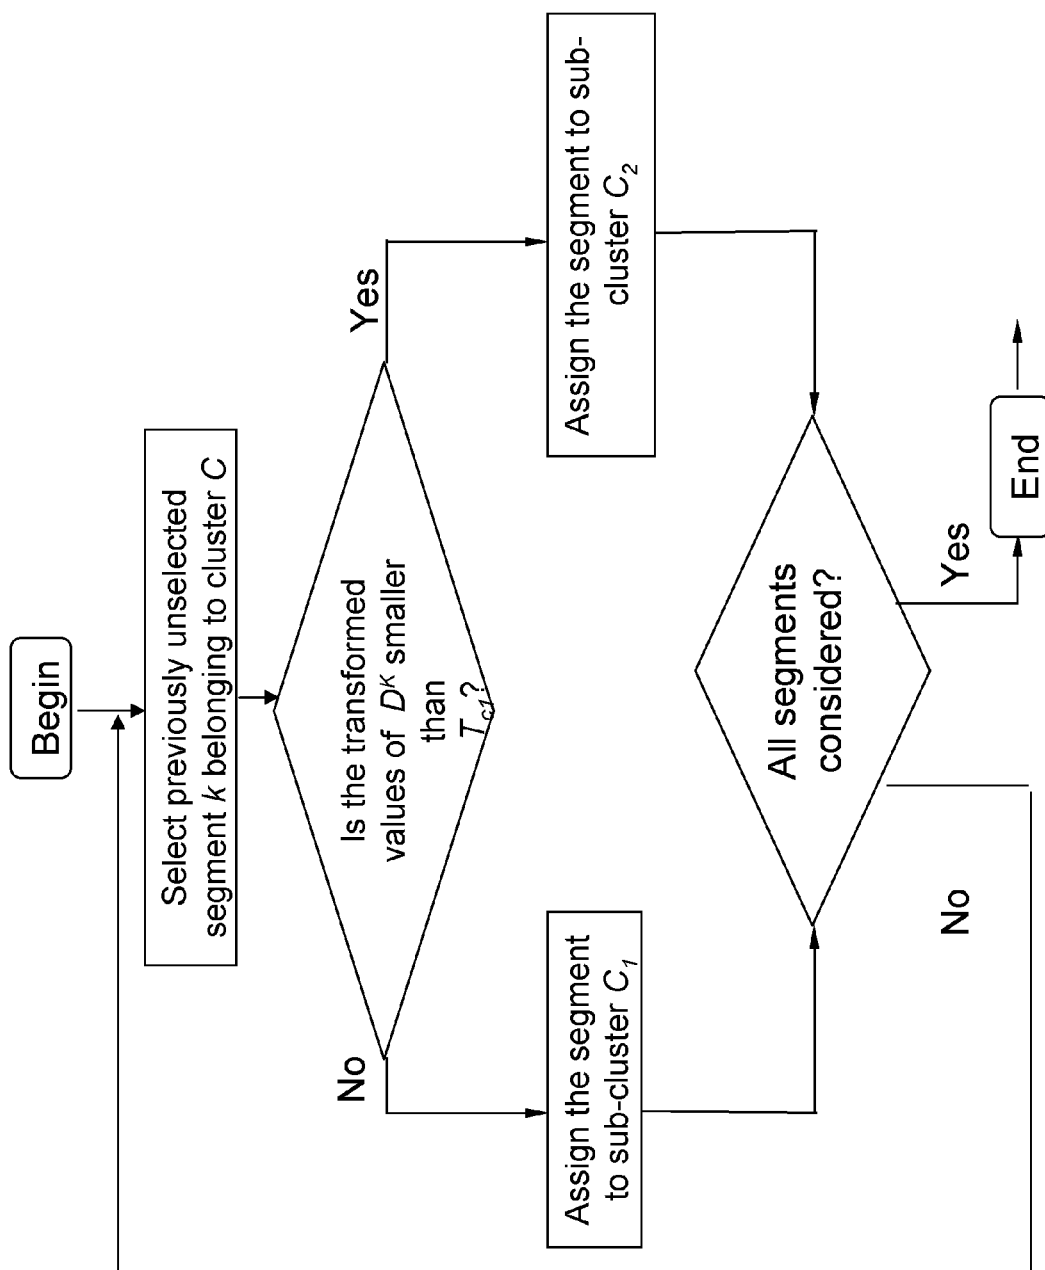 Begin
Select previously unselected
segment k belonging to cluster C
Is the transformed
values of D^K smaller
than
T_c1?
No
Yes
Assign the segment
to sub-cluster C_1
Assign the segment to sub-
cluster C_2
All segments
considered?
No
Yes
End